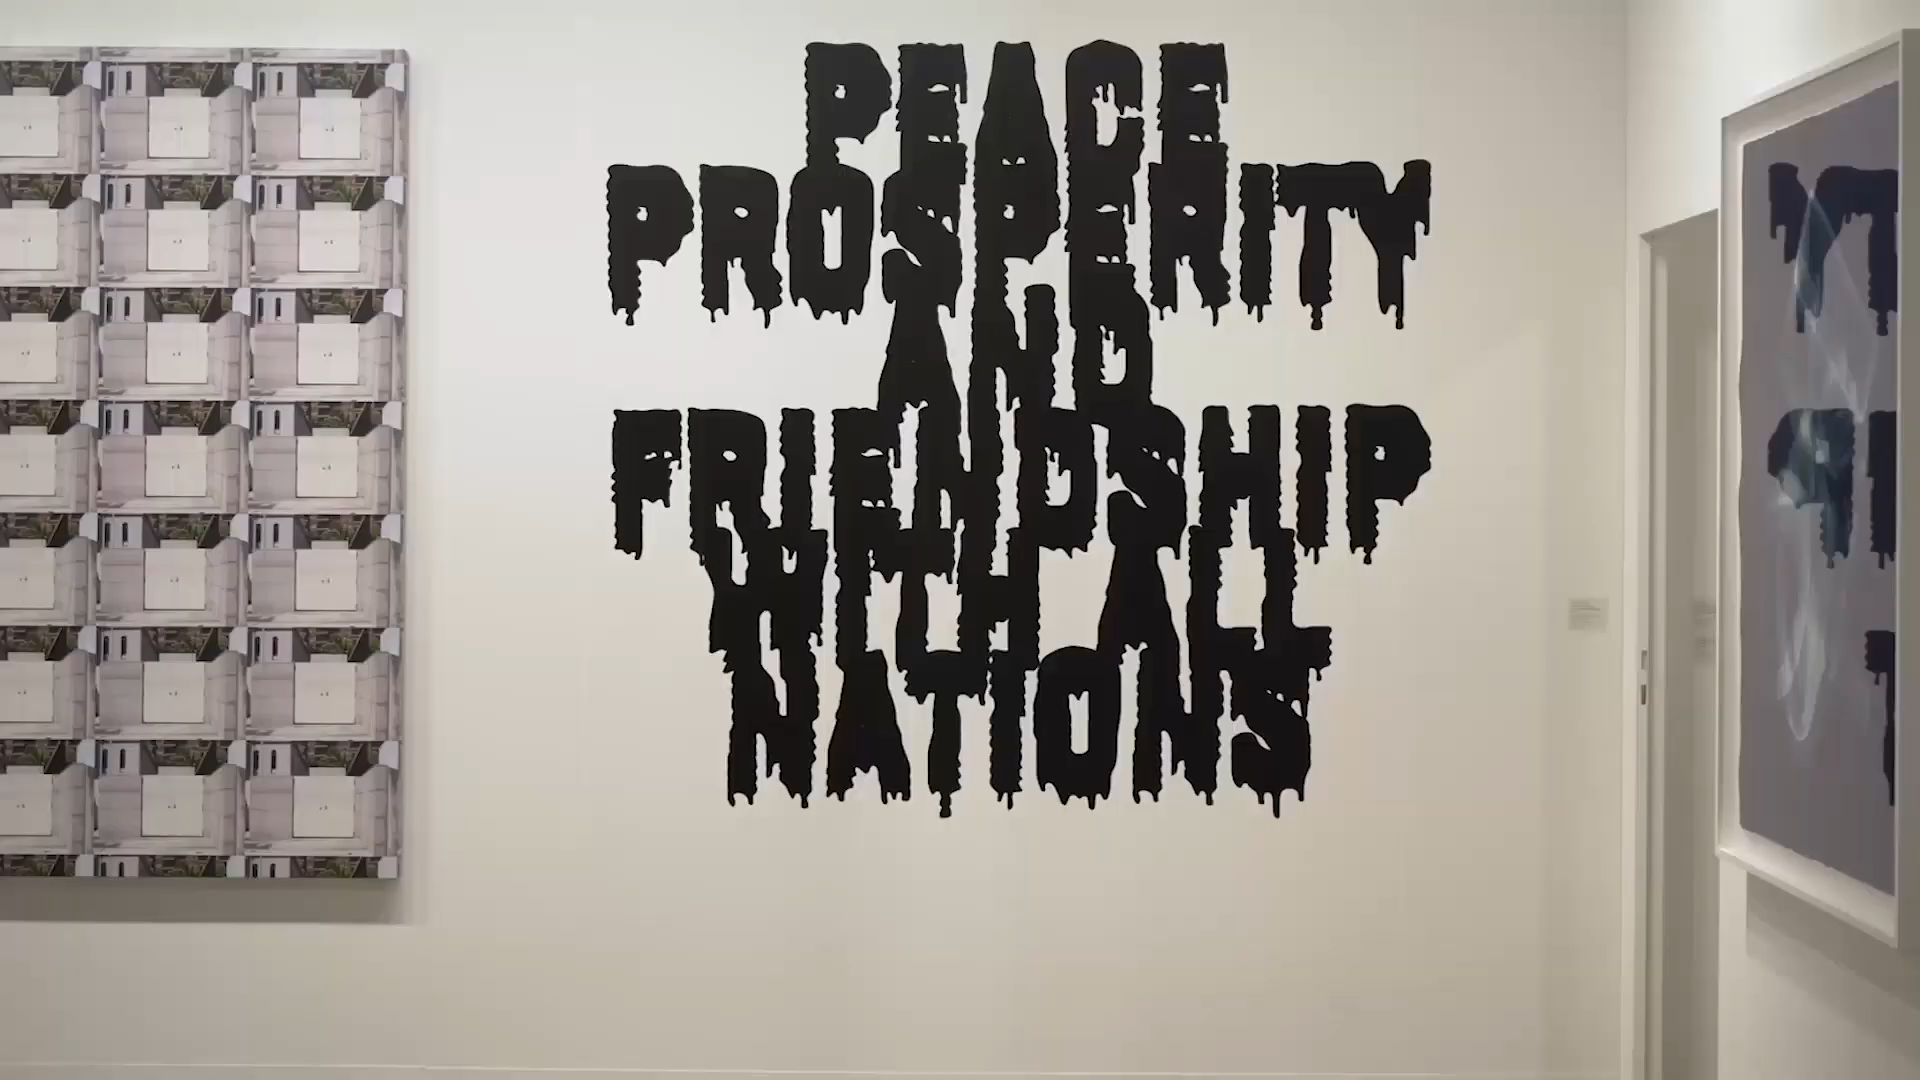 PEACE
PROSPERITY
AND
FRIENDSHIP
WITH ALL
NATIONS